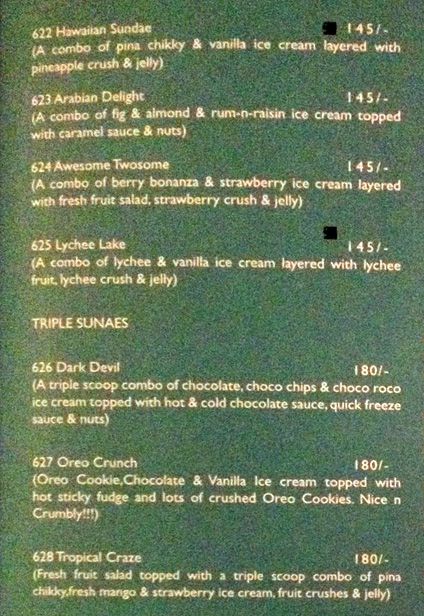 622 Hawaiian Sundae 145/-
(A combo of pina chikky & vanilla ice cream layered with
pineapple crush & jelly)
623 Arabian Delight 145/-
(A combo of fig & almond & rum-n-raisin ice cream topped
with caramel sauce & nuts)
624 Awesome Twosome 145/-
(A combo of berry bonanza & strawberry ice cream layered
with fresh fruit salad, strawberry crush & jelly)
625 Lychee Lake 145/-
(A combo of lychee & vanilla ice cream layered with lychee
fruit, lychee crush & jelly)
TRIPLE SUNAES
626 Dark Devil 180/-
(A triple scoop combo of chocolate, choco chips & choco roco
ice cream topped with hot & cold chocolate sauce, quick freeze
sauce & nuts)
627 Oreo Crunch 180/-
(Oreo Cookie,Chocolate & Vanilla Ice cream topped with
hot sticky fudge and lots of crushed Oreo Cookies. Nice n
Crumbly!!!)
628 Tropical Craze 180/-
(Fresh fruit salad topped with a triple scoop combo of pina
chikky,fresh mango & strawberry ice cream, fruit crushes & jelly)